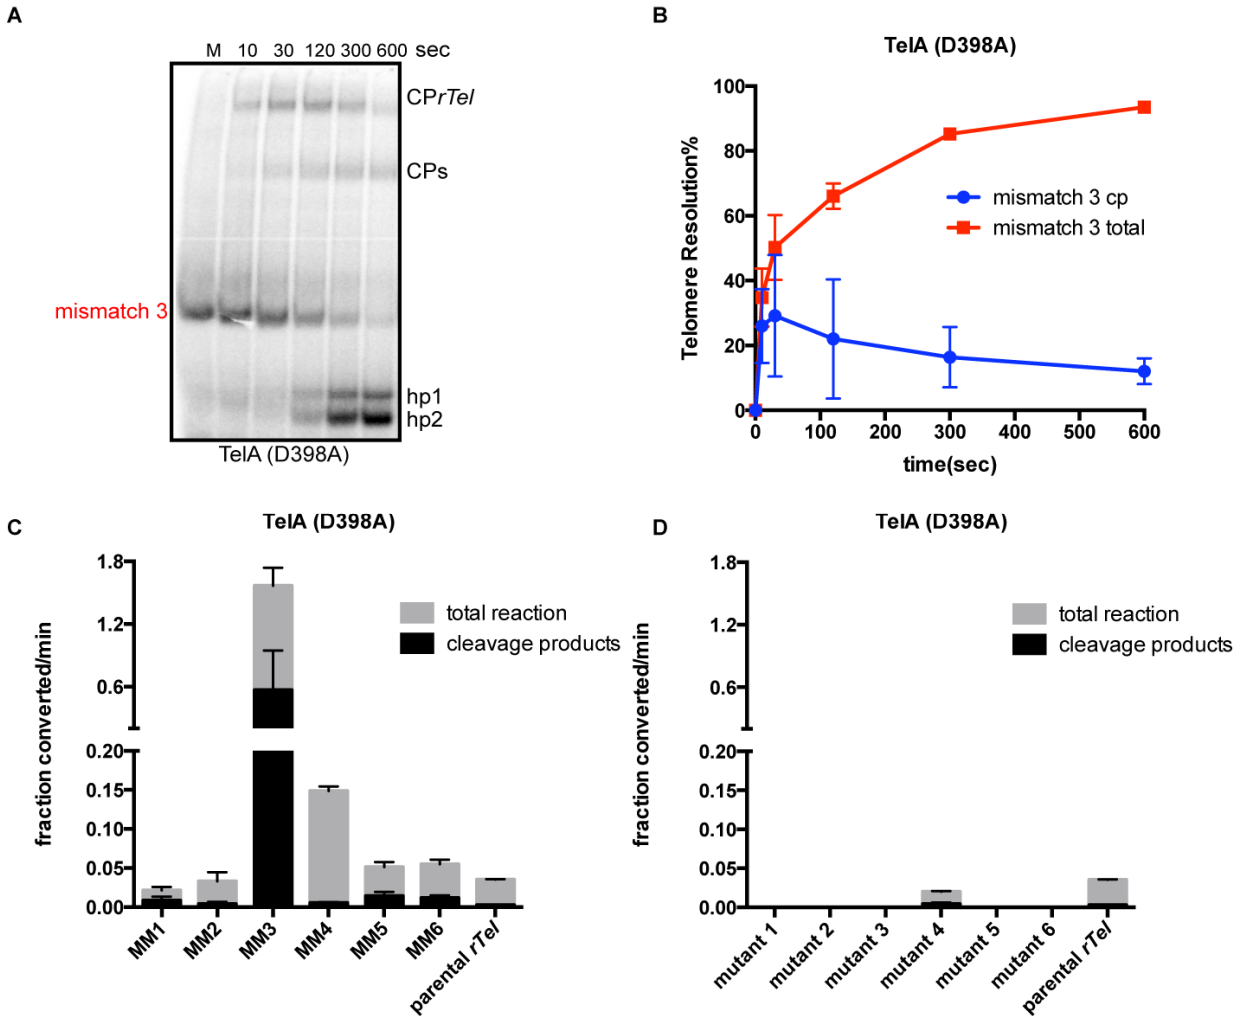 A
M 10 30 120 300 600 sec
CPrTel
CPs
mismatch 3
hp1
hp2
TelA (D398A)
B
TelA (D398A)
Telomere Resolution%
100
80
60
40
20
0
mismatch 3 cp
mismatch 3 total
0 100 200 300 400 500 600
time(sec)
C
TelA (D398A)
fraction converted/min
1.8
1.2
0.6
0.20
0.15
0.10
0.05
0.00
total reaction
cleavage products
MM1 MM2 MM3 MM4 MM5 MM6 parental rTel
D
TelA (D398A)
fraction converted/min
1.8
1.2
0.6
0.20
0.15
0.10
0.05
0.00
total reaction
cleavage products
mutant 1 mutant 2 mutant 3 mutant 4 mutant 5 mutant 6 parental rTel